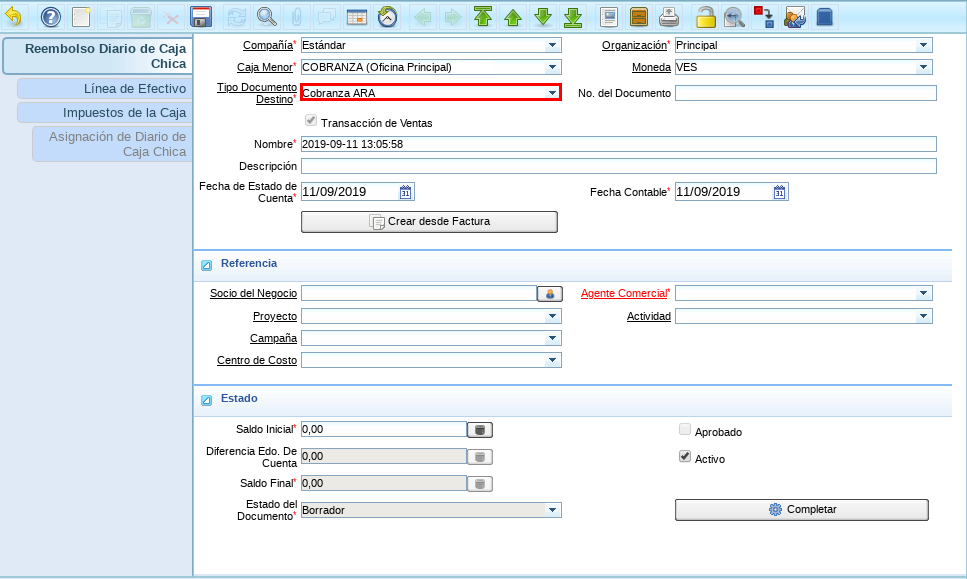 Reembolso Diario de Caja
Chica
Línea de Efectivo
Impuestos de la Caja
Asignación de Diario de
Caja Chica
Compañía* Estándar Organización* Principal
Caja Menor* COBRANZA (Oficina Principal) Moneda VES
Tipo Documento
Destino* Cobranza ARA No. del Documento
Transacción de Ventas
Nombre* 2019-09-11 13:05:58
Descripción
Fecha de Estado de
Cuenta* 11/09/2019 31 Fecha Contable* 11/09/2019 31
Crear desde Factura
Referencia
Socio del Negocio Agente Comercial*
Proyecto Actividad
Campaña
Centro de Costo
Estado
Saldo Inicial* 0,00 Aprobado
Diferencia Edo. De
Cuenta 0,00 Activo
Saldo Final* 0,00
Estado del
Documento* Borrador Completar